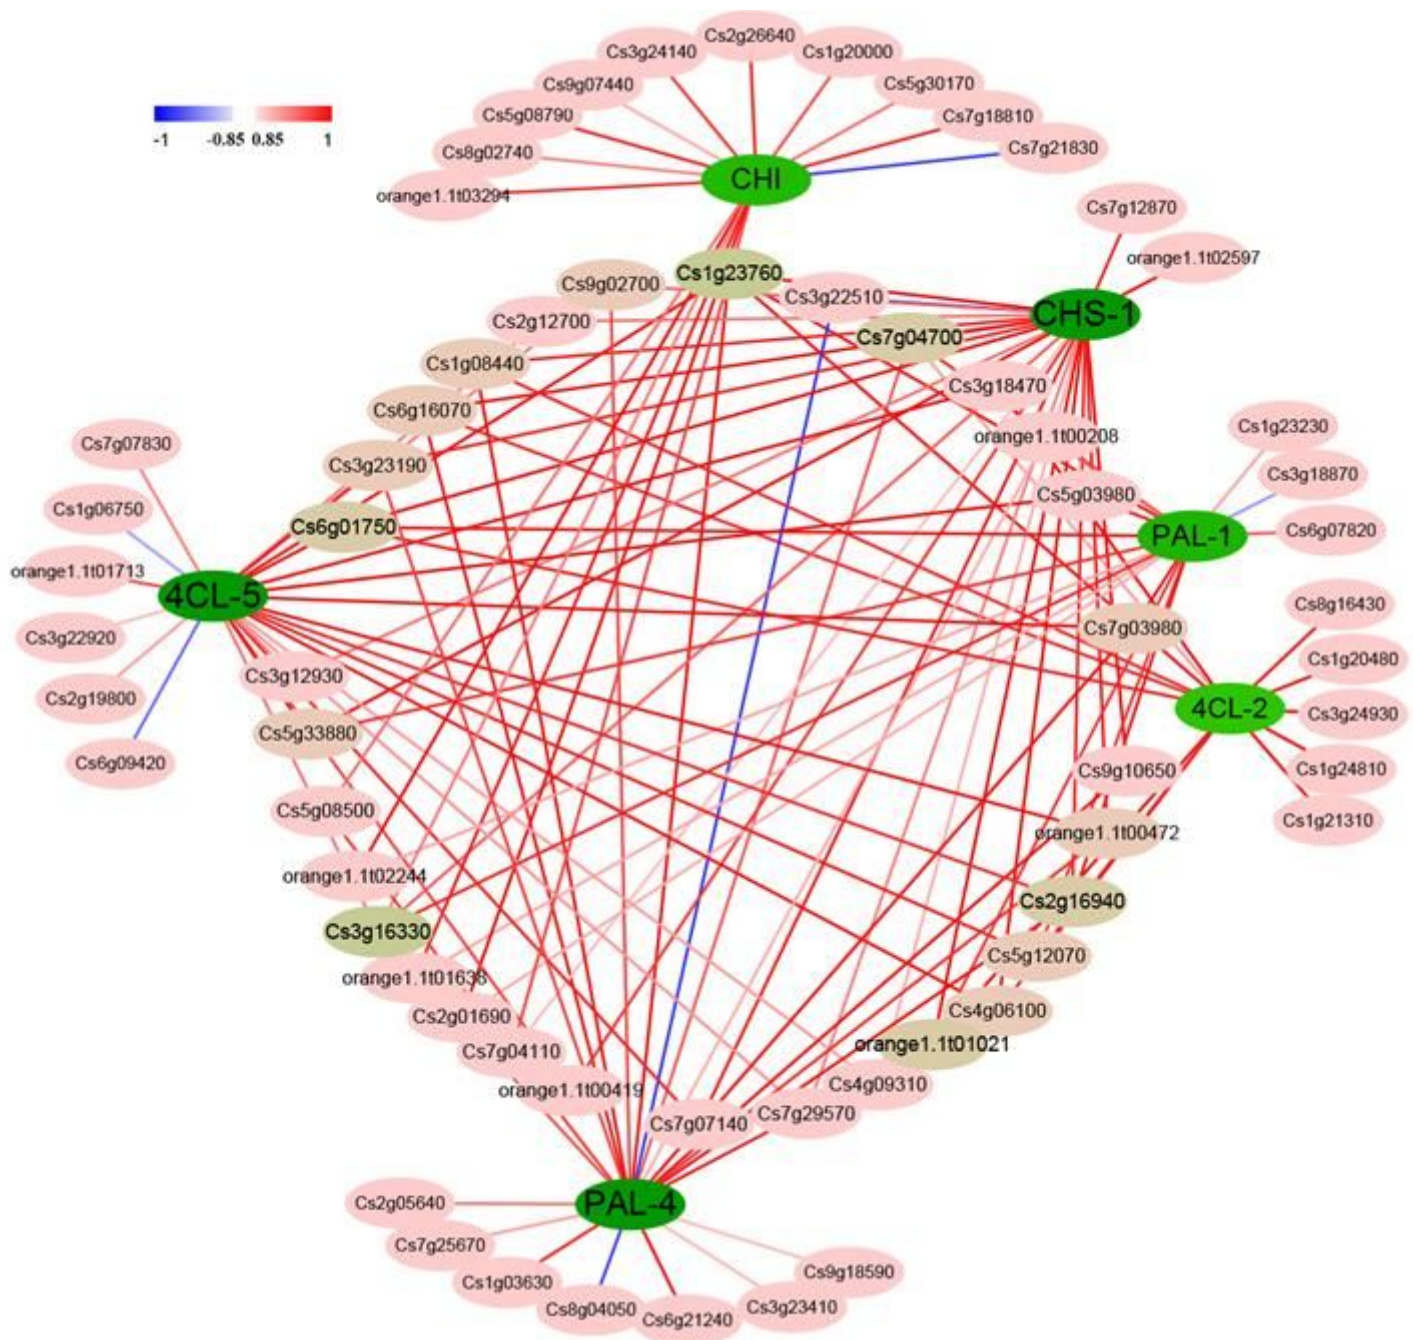 Cs2g26640
Cs3g24140
Cs1g20000
Cs9g07440
Cs5g30170
Cs5g08790
Cs7g18810
-1
-0.85
0.85
1
Cs8g02740
Cs7g21830
CHI
orange1.1t03294
Cs7g12870
orange1.1t02597
Cs1g23760
Cs9g02700
Cs3g22510
CHS-1
Cs2g12700
Cs7g04700
Cs1g08440
Cs3g18470
Cs6g16070
orange1.1t00208
Cs1g23230
Cs7g07830
Cs3g23190
Cs3g18870
Cs5g03980
Cs1g06750
Cs6g01750
PAL-1
Cs6g07820
orange1.1t01713
4CL-5
Cs8g16430
Cs7g03980
Cs3g22920
Cs1g20480
Cs3g12930
Cs2g19800
4CL-2
Cs3g24930
Cs5g33880
Cs6g09420
Cs9g10650
Cs1g24810
Cs5g08500
Cs1g21310
orange1.1t00472
orange1.1t02244
Cs2g16940
Cs3g16330
Cs5g12070
orange1.1t01638
Cs4g06100
Cs2g01690
orange1.1t01021
Cs7g04110
Cs4g09310
orange1.1t00419
Cs7g29570
Cs7g07140
Cs2g05640
PAL-4
Cs7g25670
Cs9g18590
Cs1g03630
Cs8g04050
Cs3g23410
Cs6g21240